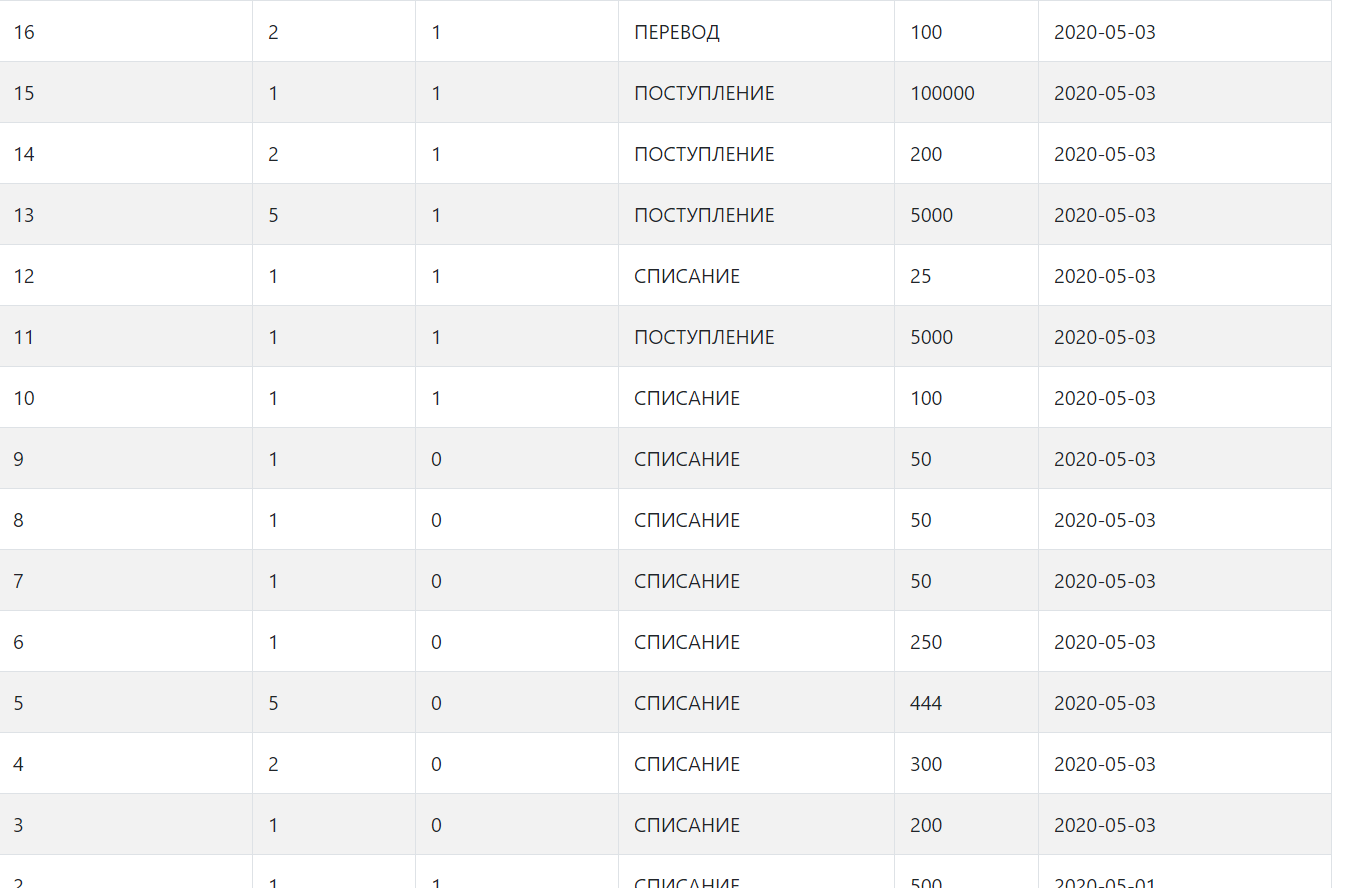 16 2 1 ПЕРЕВОД 100 2020-05-03
15 1 1 ПОСТУПЛЕНИЕ 100000 2020-05-03
14 2 1 ПОСТУПЛЕНИЕ 200 2020-05-03
13 5 1 ПОСТУПЛЕНИЕ 5000 2020-05-03
12 1 1 СПИСАНИЕ 25 2020-05-03
11 1 1 ПОСТУПЛЕНИЕ 5000 2020-05-03
10 1 1 СПИСАНИЕ 100 2020-05-03
9 1 0 СПИСАНИЕ 50 2020-05-03
8 1 0 СПИСАНИЕ 50 2020-05-03
7 1 0 СПИСАНИЕ 50 2020-05-03
6 1 0 СПИСАНИЕ 250 2020-05-03
5 5 0 СПИСАНИЕ 444 2020-05-03
4 2 0 СПИСАНИЕ 300 2020-05-03
3 1 0 СПИСАНИЕ 200 2020-05-03
2 1 1 СПИСАНИЕ 500 2020-05-01